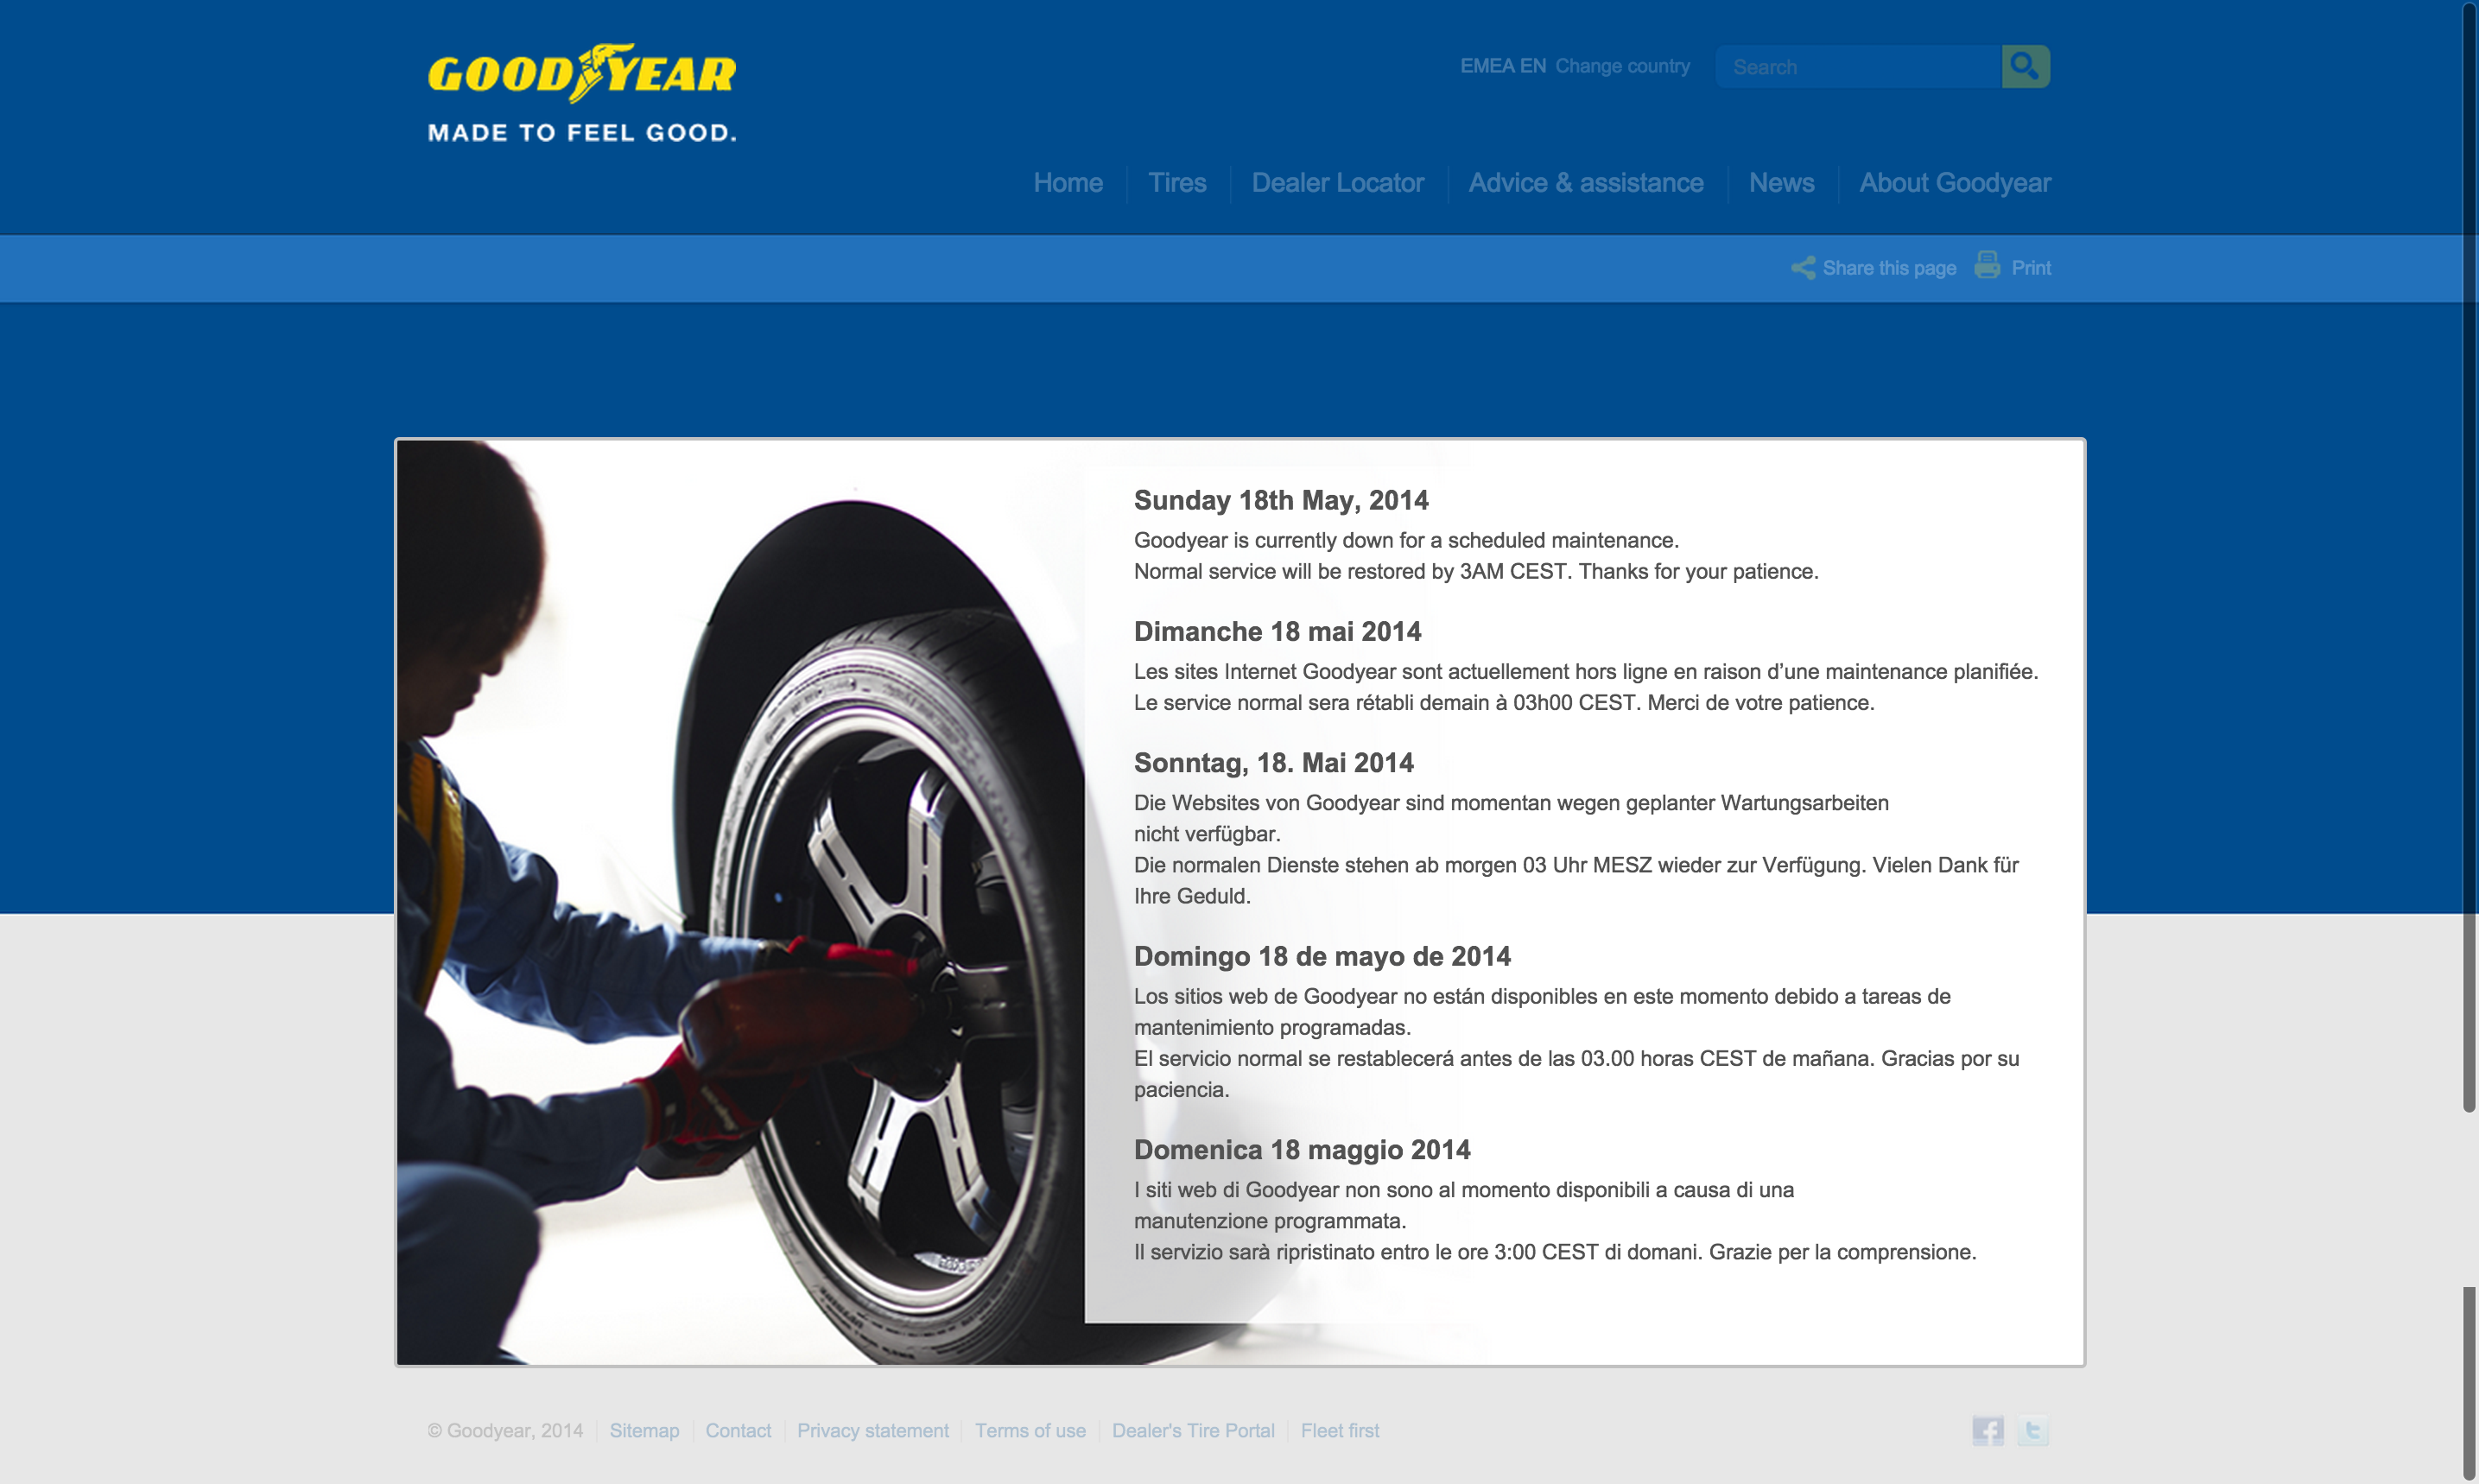 GOODYEAR
MADE TO FEEL GOOD.
EMEA EN Change country
Search
Home
Tires
Dealer Locator
Advice & assistance
News
About Goodyear
Share this page
Print
Sunday 18th May, 2014
Goodyear is currently down for a scheduled maintenance.
Normal service will be restored by 3AM CEST. Thanks for your patience.
Dimanche 18 mai 2014
Les sites Internet Goodyear sont actuellement hors ligne en raison d’une maintenance planifiée.
Le service normal sera rétabli demain à 03h00 CEST. Merci de votre patience.
Sonntag, 18. Mai 2014
Die Websites von Goodyear sind momentan wegen geplanter Wartungsarbeiten
nicht verfügbar.
Die normalen Dienste stehen ab morgen 03 Uhr MESZ wieder zur Verfügung. Vielen Dank für
Ihre Geduld.
Domingo 18 de mayo de 2014
Los sitios web de Goodyear no están disponibles en este momento debido a tareas de
mantenimiento programadas.
El servicio normal se restablecerá antes de las 03.00 horas CEST de mañana. Gracias por su
paciencia.
Domenica 18 maggio 2014
I siti web di Goodyear non sono al momento disponibili a causa di una
manutenzione programmata.
Il servizio sarà ripristinato entro le ore 3:00 CEST di domani. Grazie per la comprensione.
© Goodyear, 2014
Sitemap
Contact
Privacy statement
Terms of use
Dealer's Tire Portal
Fleet first